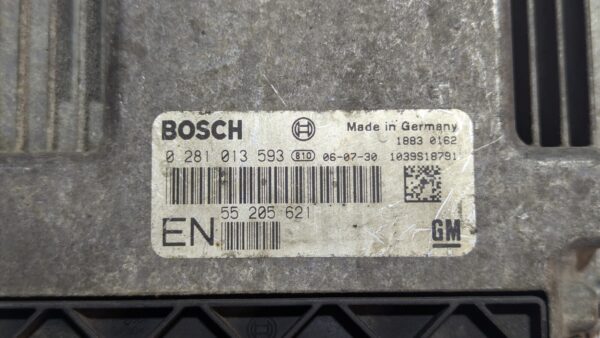 BOSCH Made in Germany
1883 0162
0 281 013 593 810 06-07-30 1039S18791
55 205 621
EN GM